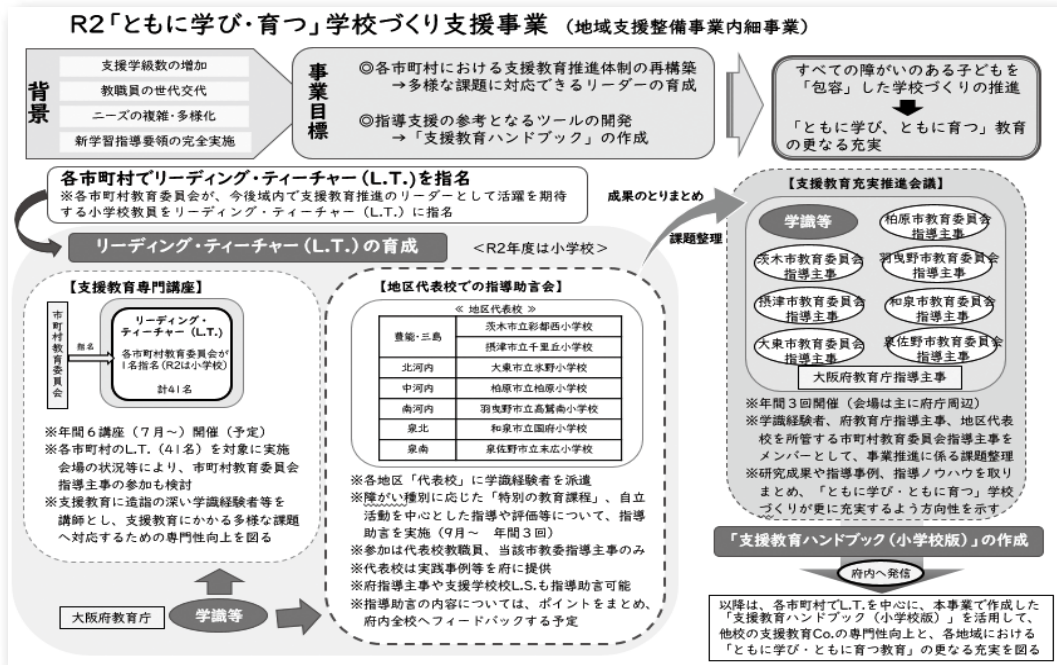 R2「ともに学び・育つ」学校づくり支援事業 (地域支援整備事業内細事業)
背景
支援学級数の増加
教職員の世代交代
ニーズの複雑・多様化
新学習指導要領の完全実施
事業目標
◎各市町村における支援教育推進体制の再構築
→多様な課題に対応できるリーダーの育成
◎指導支援の参考となるツールの開発
→「支援教育ハンドブック」の作成
すべての障がいのある子どもを
「包容」した学校づくりの推進
「ともに学び、ともに育つ」教育
の更なる充実
各市町村でリーディング・ティーチャー(L.T.)を指名
※各市町村教育委員会が、今後域内で支援教育推進のリーダーとして活躍を期待
する小学校教員をリーディング・ティーチャー(L.T.)に指名
成果のとりまとめ
課題整理
リーディング・ティーチャー(L.T.)の育成
<R2年度は小学校>
【支援教育専門講座】
市町村教育委員会
指名
リーディング・
ティーチャー(L.T.)
各市町村教育委員会が
1名指名(R2は小学校)
計41名
※年間6講座(7月~)開催(予定)
※各市町村のL.T.(41名)を対象に実施
会場の状況等により、市町村教育委員会
指導主事の参加も検討
※支援教育に造詣の深い学識経験者等を
講師とし、支援教育にかかる多様な課題
へ対応するための専門性向上を図る
大阪府教育庁
学識等
【地区代表校での指導助言会】
≪ 地区代表校 ≫
豊能・三島
茨木市立彩都西小学校
摂津市立千里丘小学校
北河内 大東市立氷野小学校
中河内 柏原市立柏原小学校
南河内 羽曳野市立高鷲南小学校
泉北 和泉市立国府小学校
泉南 泉佐野市立末広小学校
※各地区「代表校」に学識経験者を派遣
※障がい種別に応じた「特別の教育課程」、自立
活動を中心とした指導や評価等について、指導
助言を実施(9月~ 年間3回)
※参加は代表校教職員、当該市教委指導主事のみ
※代表校は実践事例等を府に提供
※府指導主事や支援学校校L.S.も指導助言可能
※指導助言の内容については、ポイントをまとめ、
府内全校へフィードバックする予定
【支援教育充実推進会議】
学識等
柏原市教育委員会
指導主事
茨木市教育委員会
指導主事
羽曳野市教育委員会
指導主事
摂津市教育委員会
指導主事
和泉市教育委員会
指導主事
大東市教育委員会
指導主事
泉佐野市教育委員会
指導主事
大阪府教育庁指導主事
※年間3回開催(会場は主に府庁周辺)
※学識経験者、府教育庁指導主事、地区代表
校を所管する市町村教育委員会指導主事を
メンバーとして、事業推進に係る課題整理
※研究成果や指導事例、指導ノウハウを取り
まとめ、「ともに学び・ともに育つ」学校
づくりが更に充実するよう方向性を示す。
「支援教育ハンドブック(小学校版)」の作成
府内へ発信
以降は、各市町村でL.T.を中心に、本事業で作成した
「支援教育ハンドブック(小学校版)」を活用して、
他校の支援教育Co.の専門性向上と、各地域における
「ともに学び・ともに育つ教育」の更なる充実を図る